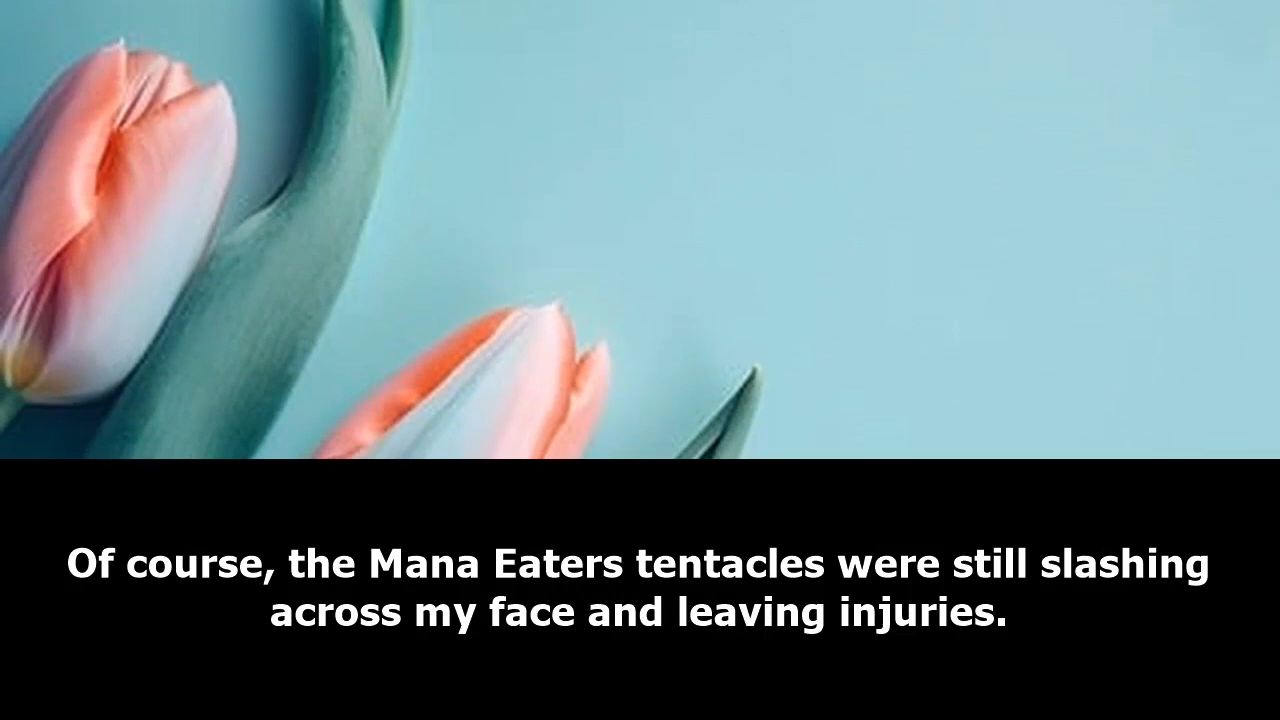 Of course, the Mana Eaters tentacles were still slashing
across my face and leaving injuries.